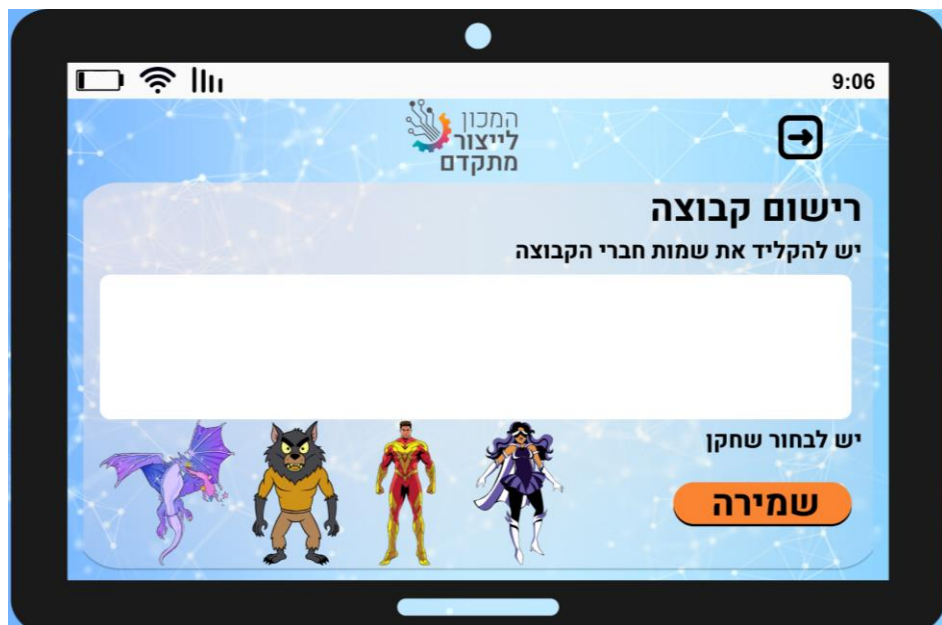 9:06
המכון
לייצור
מתקדם
רישום קבוצה
יש להקליד את שמות חברי הקבוצה
יש לבחור שחקן
שמירה